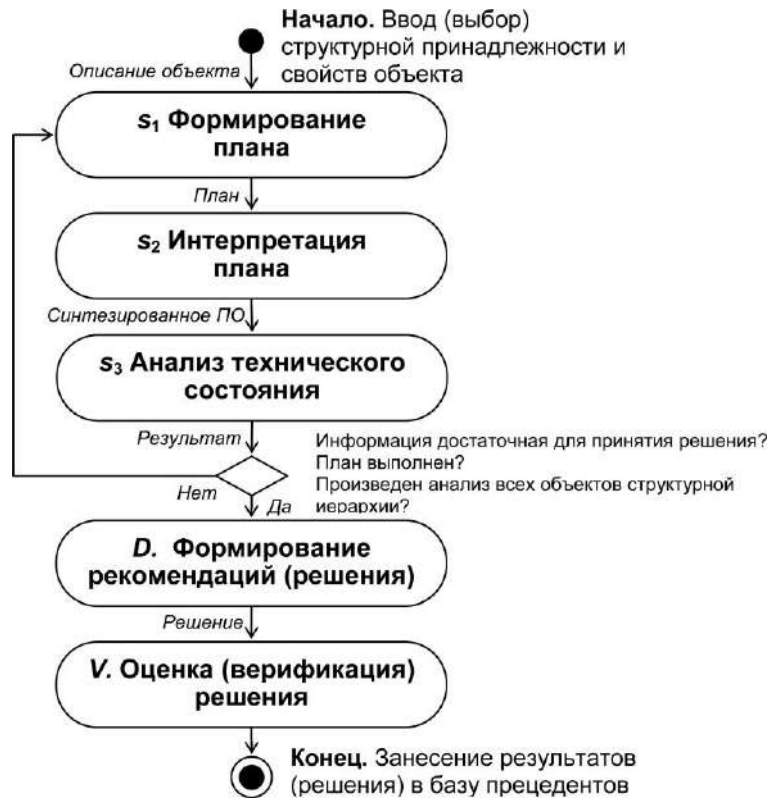 Начало. Ввод (выбор)
структурной принадлежности и
свойств объекта
Описание объекта
s₁ Формирование
плана
План
s₂ Интерпретация
плана
Синтезированное ПО
s₃ Анализ технического
состояния
Результат
Информация достаточная для принятия решения?
План выполнен?
Произведен анализ всех объектов структурной
иерархии?
Нет
Да
D. Формирование
рекомендаций (решения)
Решение
V. Оценка (верификация)
решения
Конец. Занесение результатов
(решения) в базу прецедентов